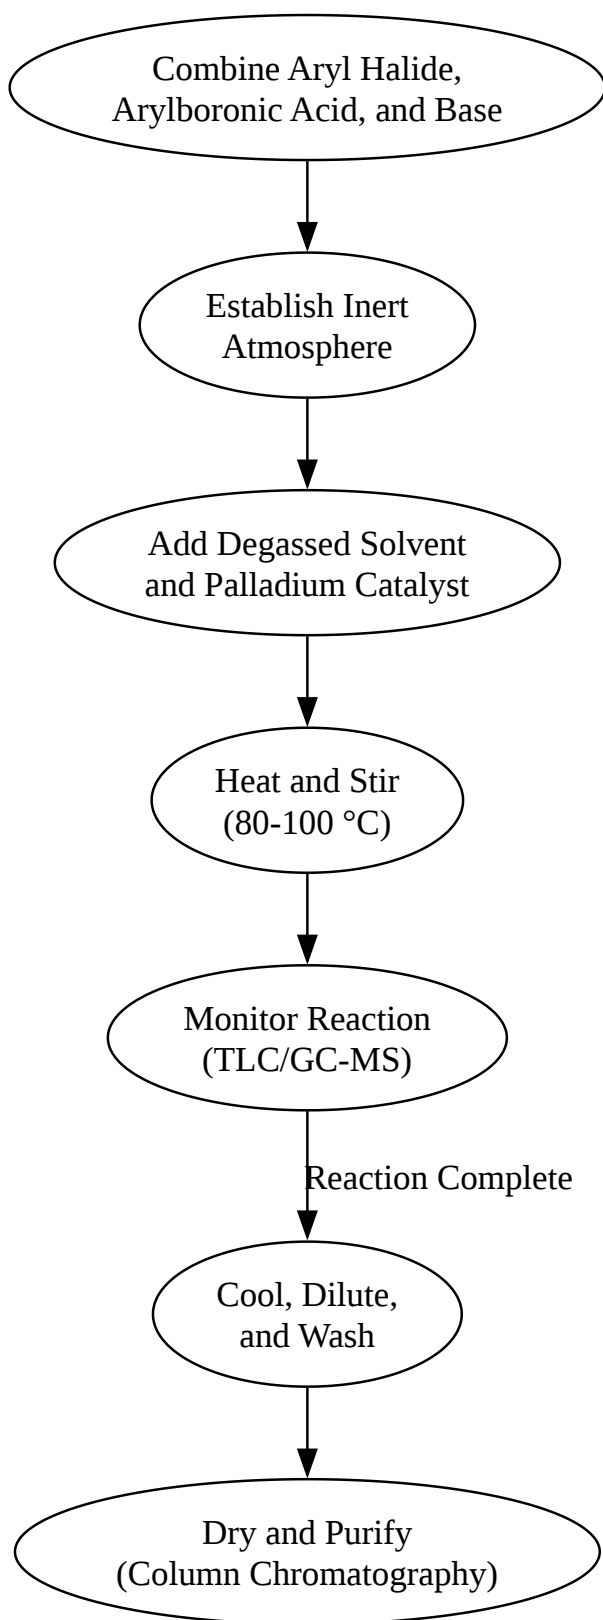 Combine Aryl Halide,
Arylboronic Acid, and Base
Establish Inert
Atmosphere
Add Degassed Solvent
and Palladium Catalyst
Heat and Stir
(80-100 °C)
Monitor Reaction
(TLC/GC-MS)
Reaction Complete
Cool, Dilute,
and Wash
Dry and Purify
(Column Chromatography)